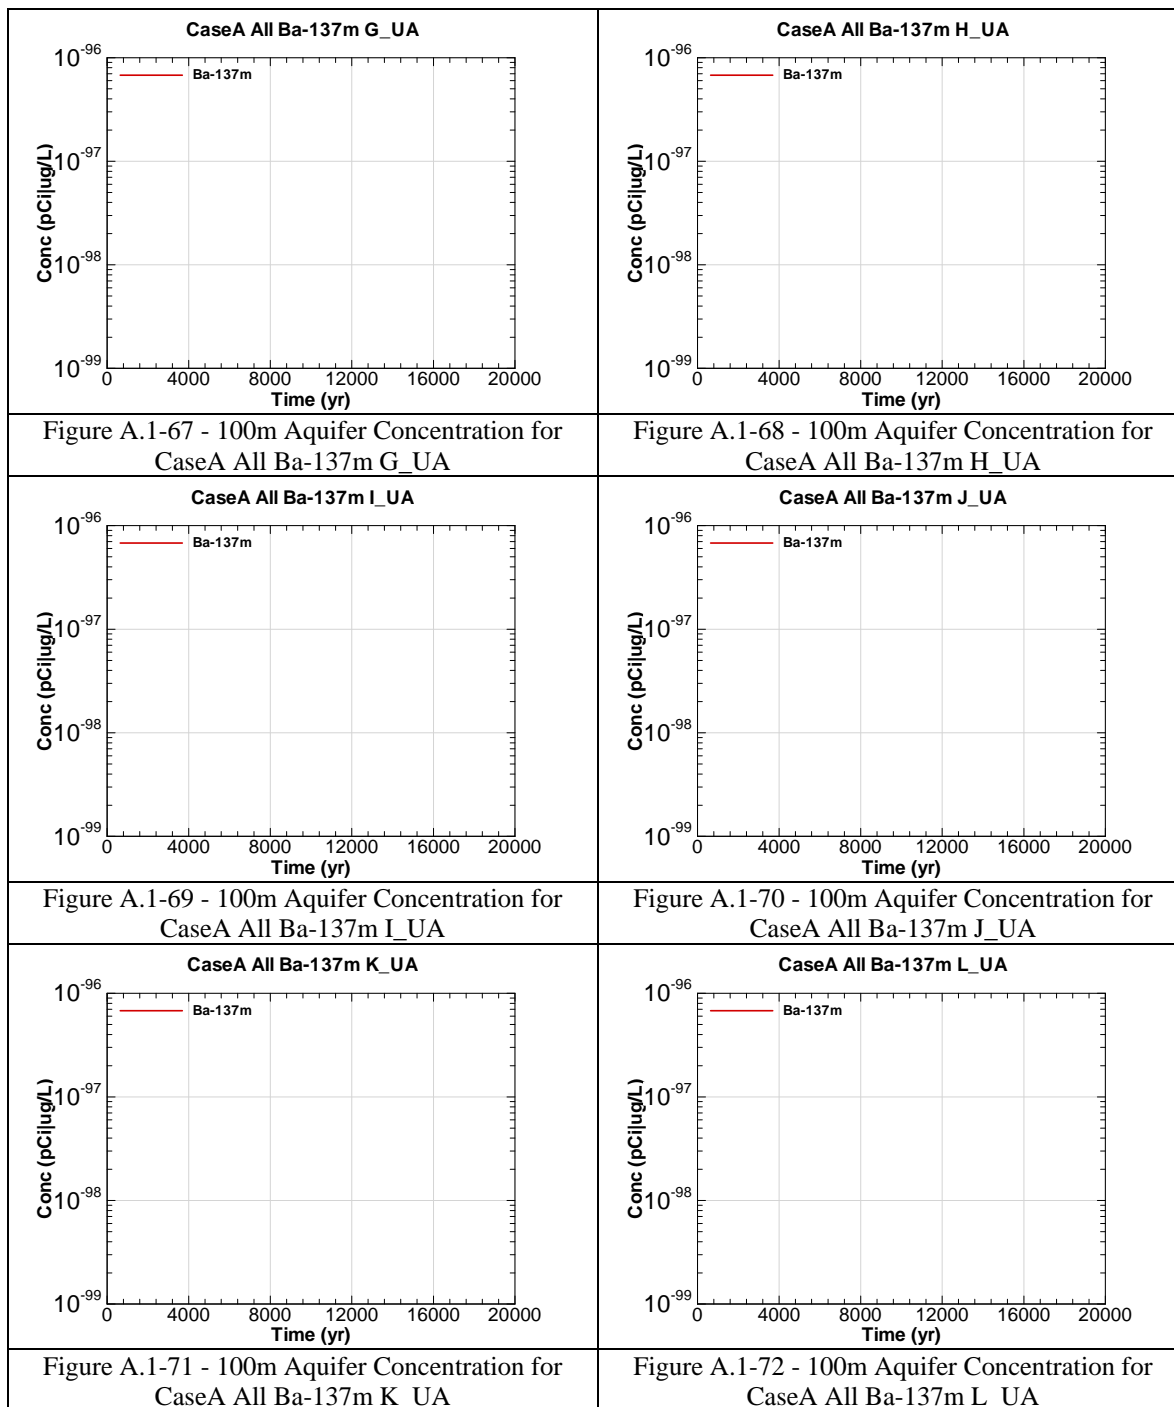 CaseA All Ba-137m G_UA
Ba-137m
Conc (pCi|ug/L)
10-96
10-97
10-98
10-99
0 4000 8000 12000 16000 20000
Time (yr)
Figure A.1-67 - 100m Aquifer Concentration for
CaseA All Ba-137m G_UA
CaseA All Ba-137m H_UA
Ba-137m
Conc (pCi|ug/L)
10-96
10-97
10-98
10-99
0 4000 8000 12000 16000 20000
Time (yr)
Figure A.1-68 - 100m Aquifer Concentration for
CaseA All Ba-137m H_UA
CaseA All Ba-137m I_UA
Ba-137m
Conc (pCi|ug/L)
10-96
10-97
10-98
10-99
0 4000 8000 12000 16000 20000
Time (yr)
Figure A.1-69 - 100m Aquifer Concentration for
CaseA All Ba-137m I_UA
CaseA All Ba-137m J_UA
Ba-137m
Conc (pCi|ug/L)
10-96
10-97
10-98
10-99
0 4000 8000 12000 16000 20000
Time (yr)
Figure A.1-70 - 100m Aquifer Concentration for
CaseA All Ba-137m J_UA
CaseA All Ba-137m K_UA
Ba-137m
Conc (pCi|ug/L)
10-96
10-97
10-98
10-99
0 4000 8000 12000 16000 20000
Time (yr)
Figure A.1-71 - 100m Aquifer Concentration for
CaseA All Ba-137m K_UA
CaseA All Ba-137m L_UA
Ba-137m
Conc (pCi|ug/L)
10-96
10-97
10-98
10-99
0 4000 8000 12000 16000 20000
Time (yr)
Figure A.1-72 - 100m Aquifer Concentration for
CaseA All Ba-137m L_UA